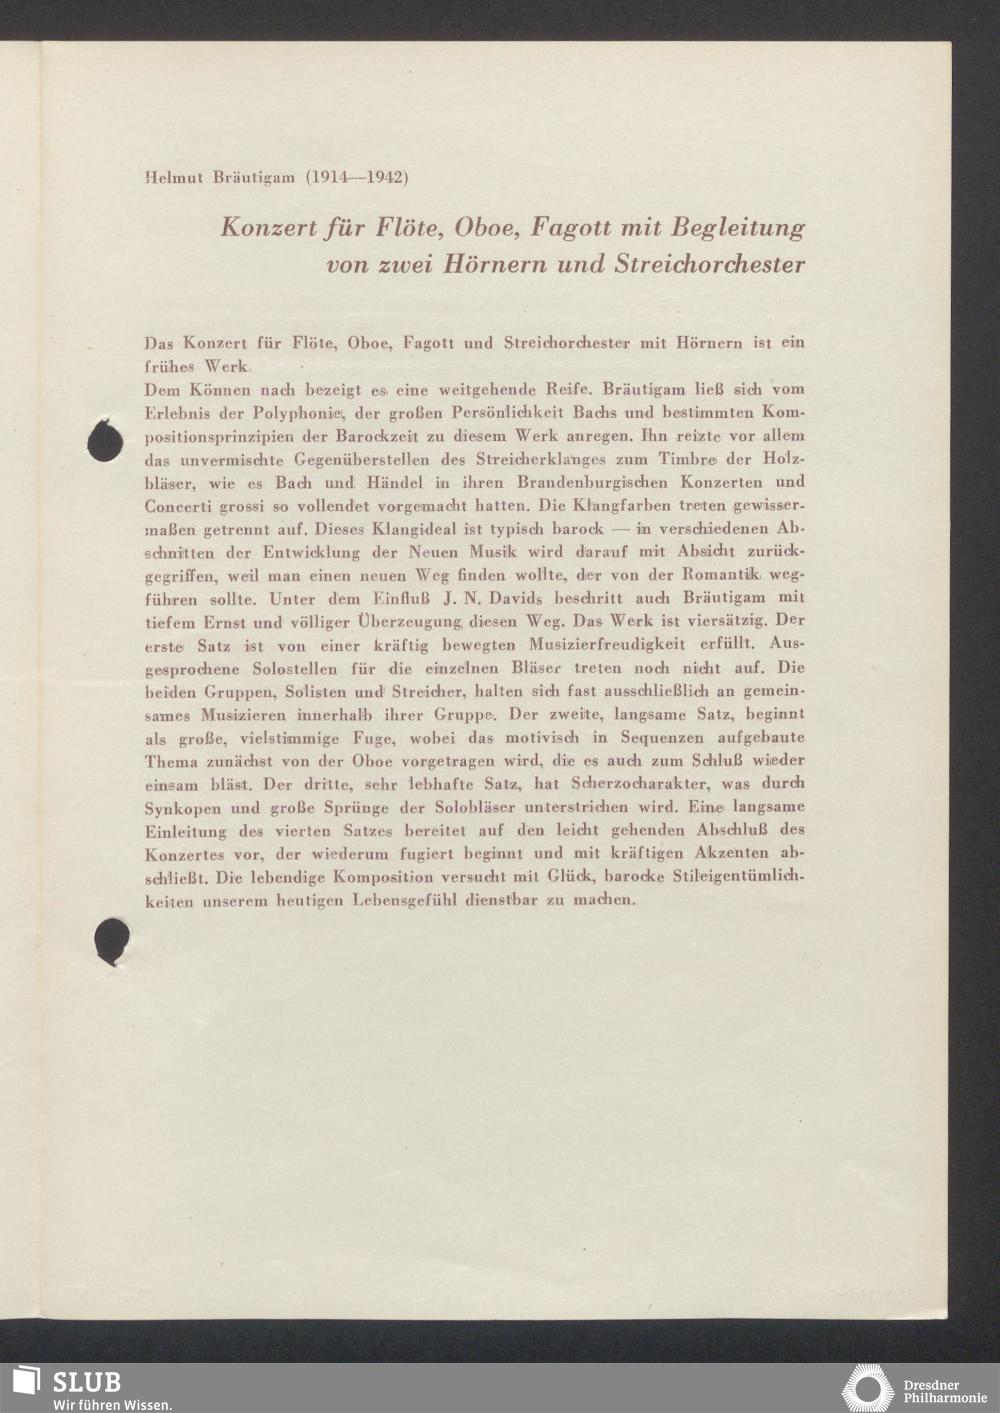 Helmut Bräutigam (1914—1942)
Konzert für Flöte, Oboe, Fagott mit Begleitung
von zwei Hörnern und Streichorchester
Das Konzert für Flöte, Oboe, Fagott und Streichorchester mit Hörnern ist ein
frühes Werk.
Dem Können nach bezeigt es eine weitgehende Reife. Bräutigam ließ sich vom
Erlebnis der Polyphonie, der großen Persönlichkeit Bachs und bestimmten Kom-
positionsprinzipien der Barockzeit zu diesem Werk anregen. Ihn reizte vor allem
das unvermischte Gegenüberstellen des Streicherklanges zum Timbre der Holz-
bläser, wie es Bach und Händel in ihren Brandenburgischen Konzerten und
Concerti grossi so vollendet vorgemacht hatten. Die Klangfarben treten gewisser-
maßen getrennt auf. Dieses Klangideal ist typisch barock — in verschiedenen Ab-
schnitten der Entwicklung der Neuen Musik wird darauf mit Absicht zurück-
gegriffen, weil man einen neuen Weg finden wollte, der von der Romantik weg-
führen sollte. Unter dem Einfluß J. N. Davids beschritt auch Bräutigam mit
tiefem Ernst und völliger Überzeugung diesen Weg. Das Werk ist viersätzig. Der
erste Satz ist von einer kräftig bewegten Musizierfreudigkeit erfüllt. Aus-
gesprochene Solostellen für die einzelnen Bläser treten noch nicht auf. Die
beiden Gruppen, Solisten und Streicher, halten sich fast ausschließlich an gemein-
sames Musizieren innerhalb ihrer Gruppe. Der zweite, langsame Satz, beginnt
als große, vielstimmige Fuge, wobei das motivisch in Sequenzen aufgebaute
Thema zunächst von der Oboe vorgetragen wird, die es auch zum Schluß wieder
einsam bläst. Der dritte, sehr lebhafte Satz, hat Scherzocharakter, was durch
Synkopen und große Sprünge der Solobläser unterstrichen wird. Eine langsame
Einleitung des vierten Satzes bereitet auf den leicht gehenden Abschluß des
Konzertes vor, der wiederum fugiert beginnt und mit kräftigen Akzenten ab-
schließt. Die lebendige Komposition versucht mit Glück, barocke Stileigentümlich-
keiten unserem heutigen Lebensgefühl dienstbar zu machen.
SLUB
Wir führen Wissen.
Dresdner
Philharmonie